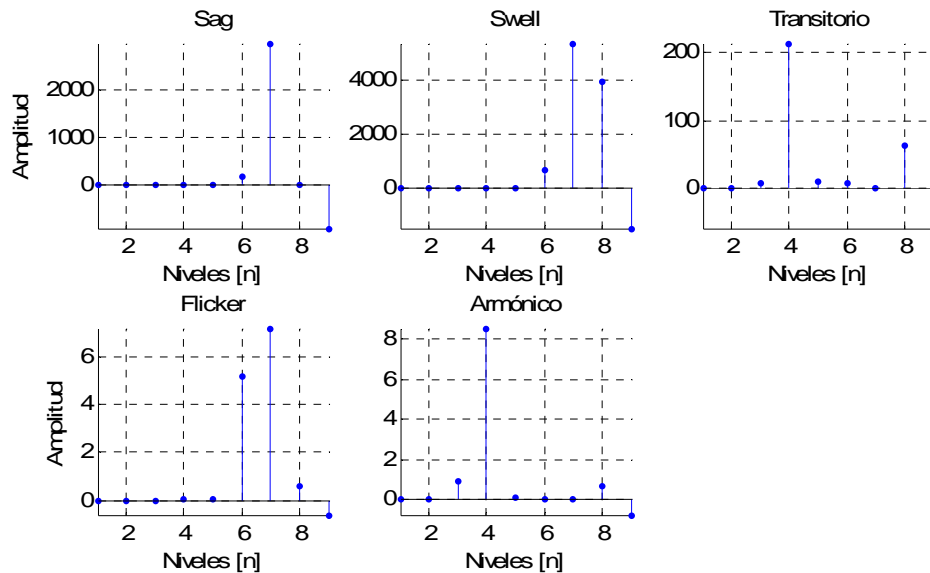 Sag
Swell
Transitorio
2000
1000
0
4000
2000
0
200
100
0
Amplitud
2 4 6 8
2 4 6 8
2 4 6 8
Niveles [n]
Niveles [n]
Niveles [n]
Flicker
Armónico
6
4
2
0
8
6
4
2
0
Amplitud
2 4 6 8
2 4 6 8
Niveles [n]
Niveles [n]